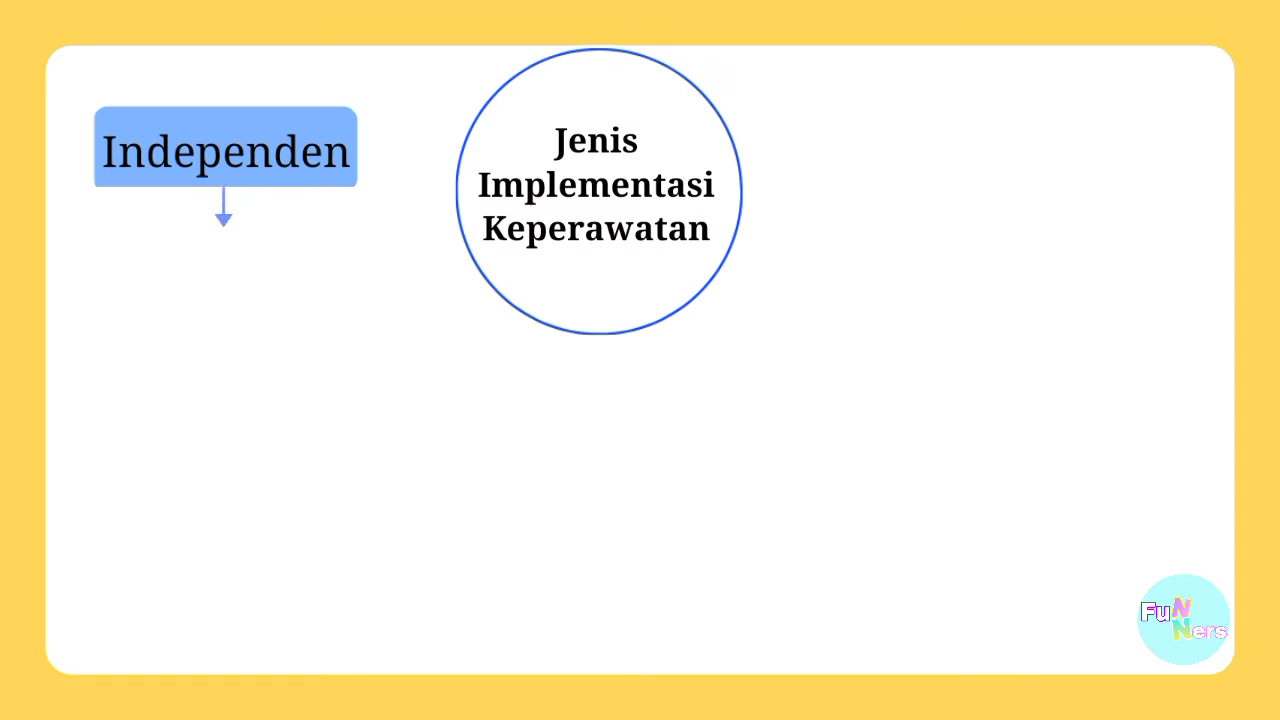 Independen
Jenis
Implementasi
Keperawatan
FuN
Ners